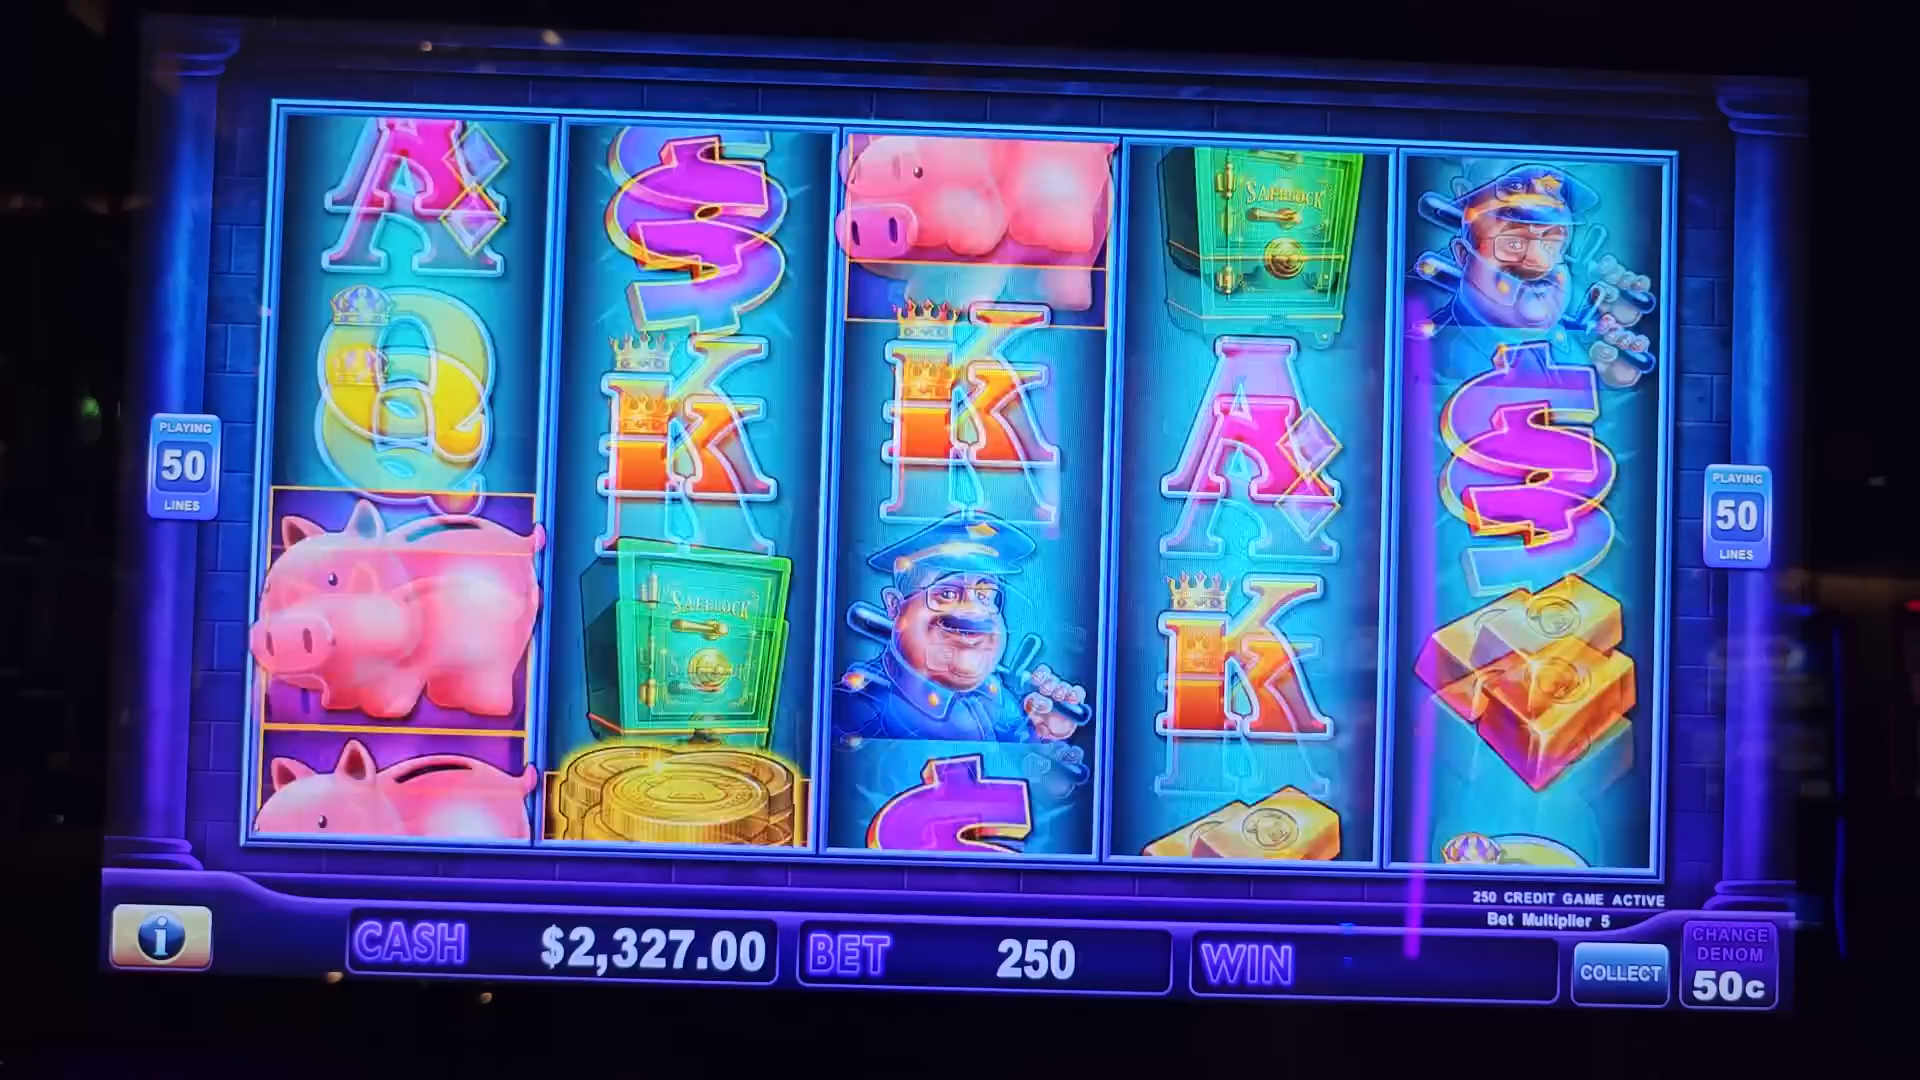 A
SAFELOCK
Q
K
K
A
PLAYING
50
LINES
PLAYING
50
LINES
SAFELOCK
K
250 CREDIT GAME ACTIVE
Bet Multiplier 5
CASH $2,327.00
BET 250
WIN
COLLECT
CHANGE
DENOM
50c